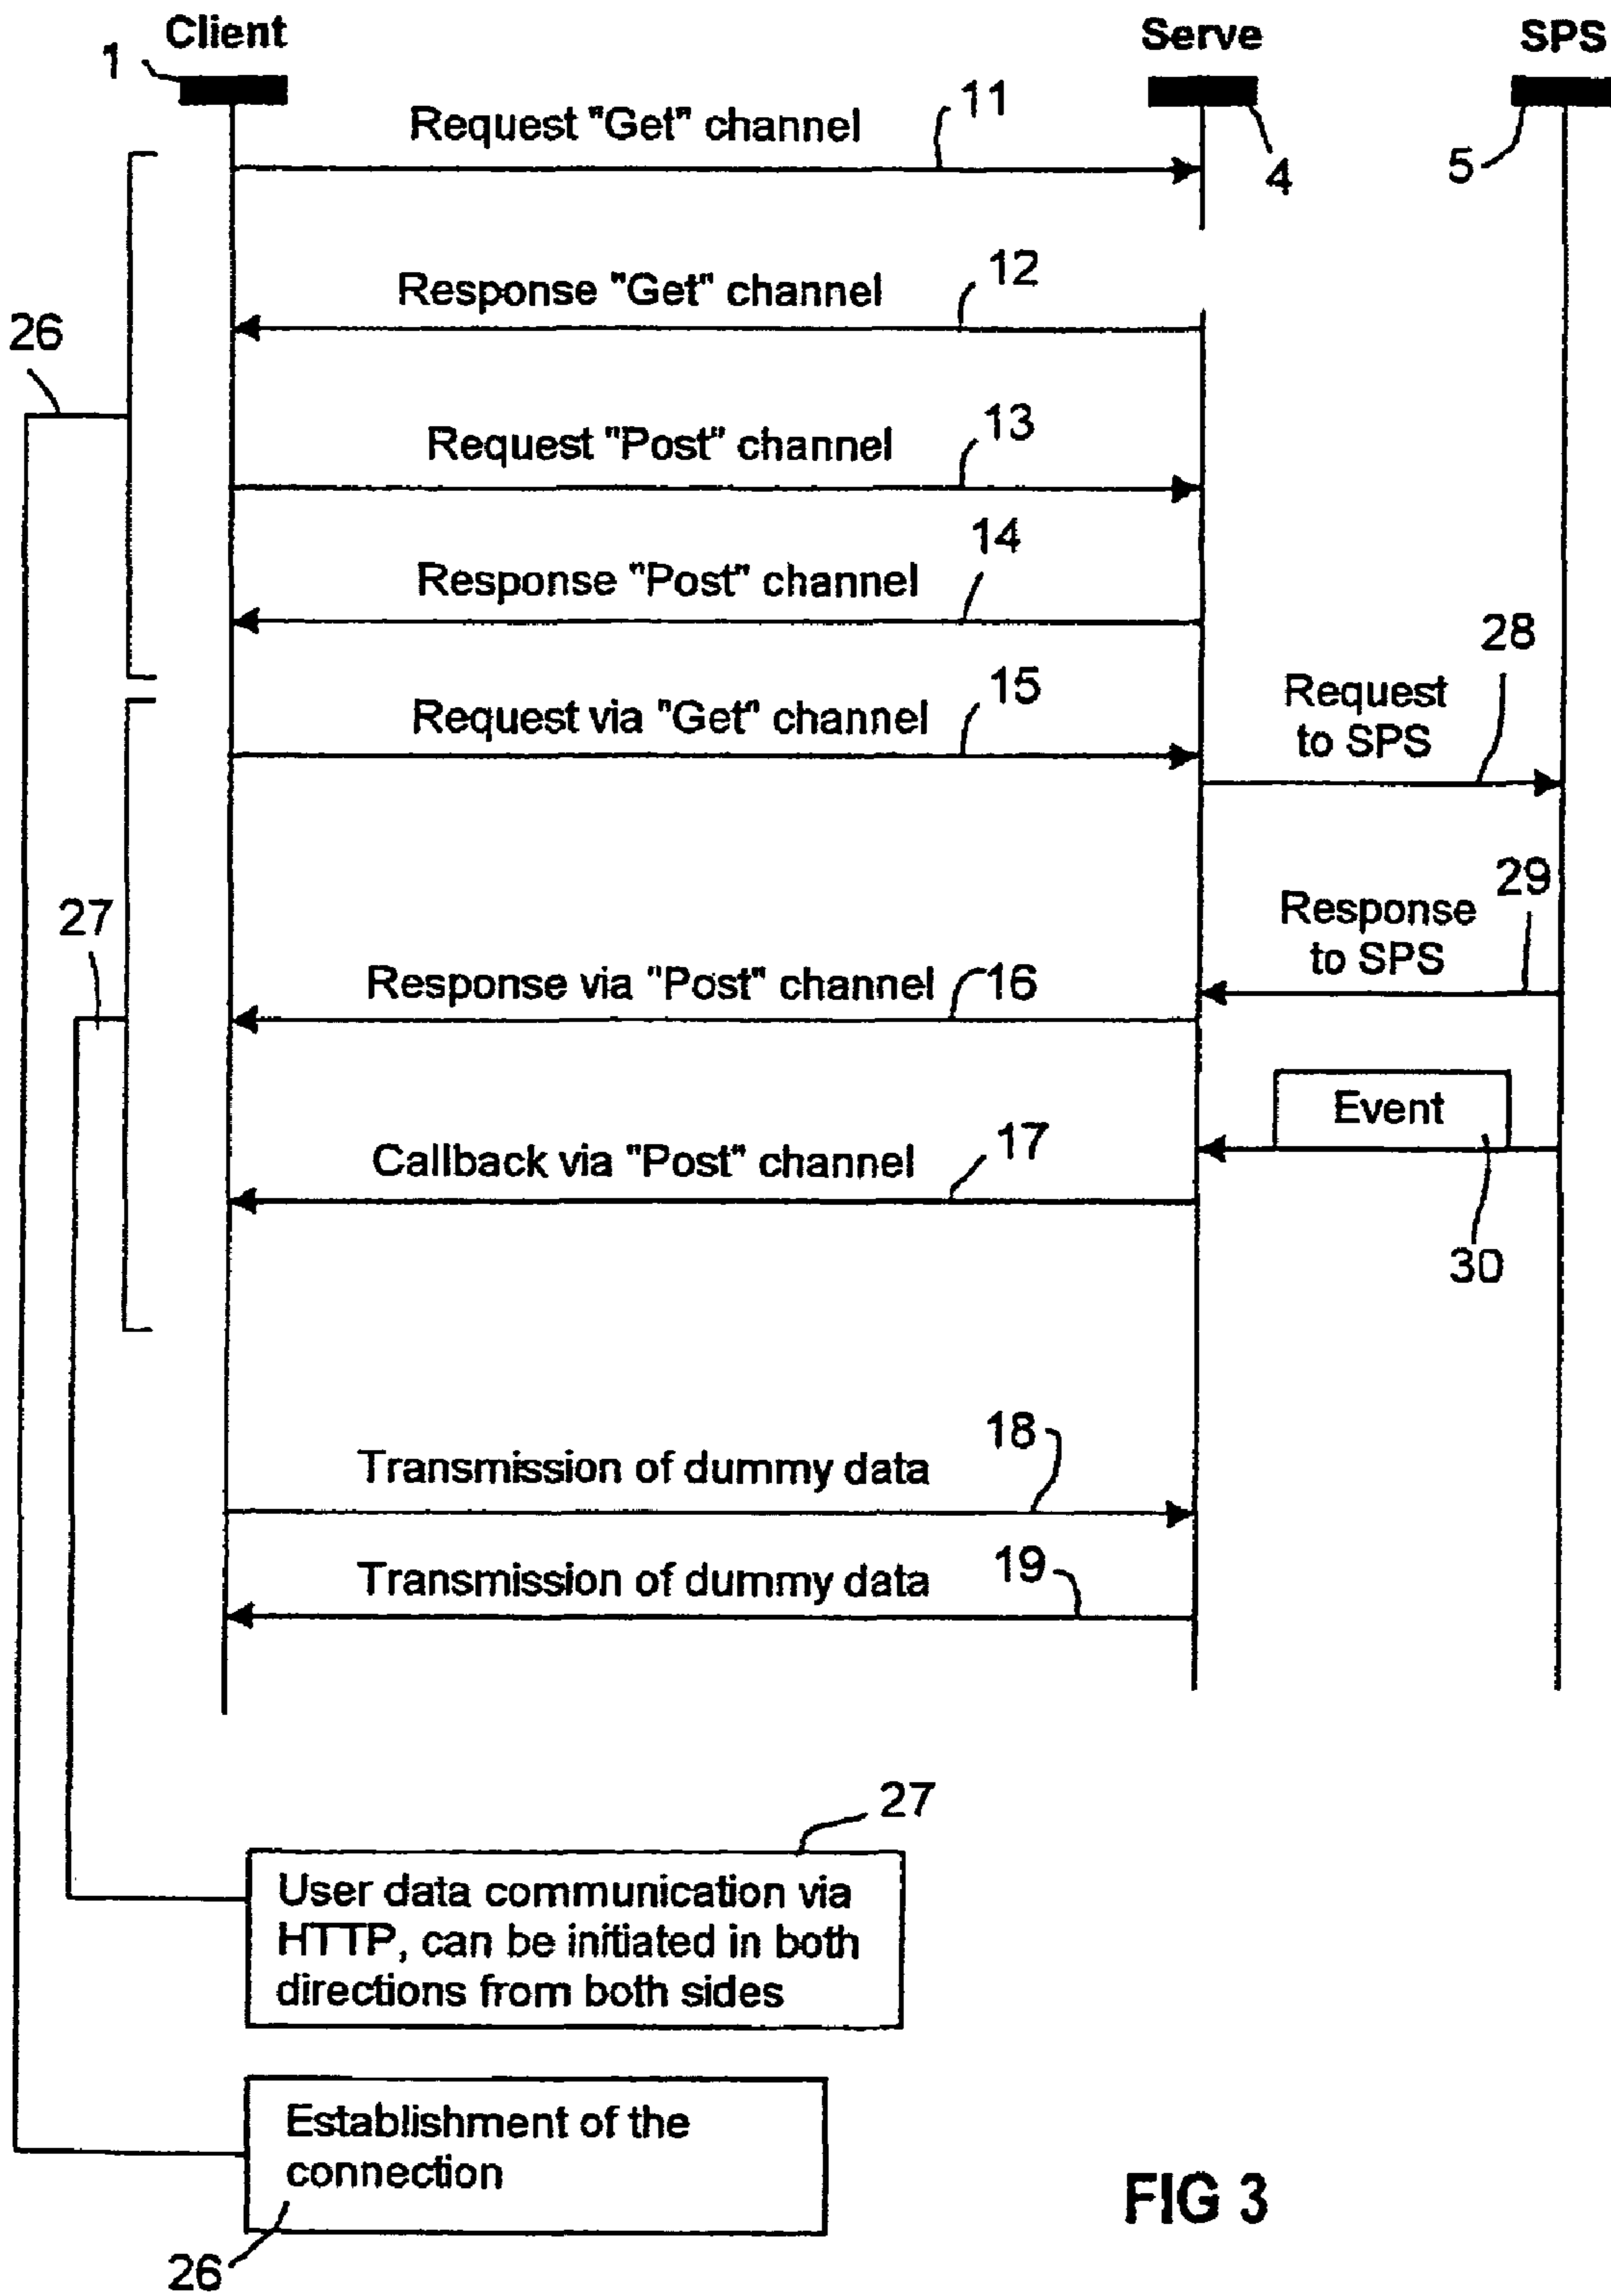 Client
Serve
SPS
1
4
5
Request "Get" channel
11
Response "Get" channel
12
26
Request "Post" channel
13
Response "Post" channel
14
Request via "Get" channel
15
Request
to SPS
28
27
Response
to SPS
29
Response via "Post" channel
16
Event
30
Callback via "Post" channel
17
Transmission of dummy data
18
Transmission of dummy data
19
27
User data communication via
HTTP, can be initiated in both
directions from both sides
Establishment of the
connection
26
FIG 3